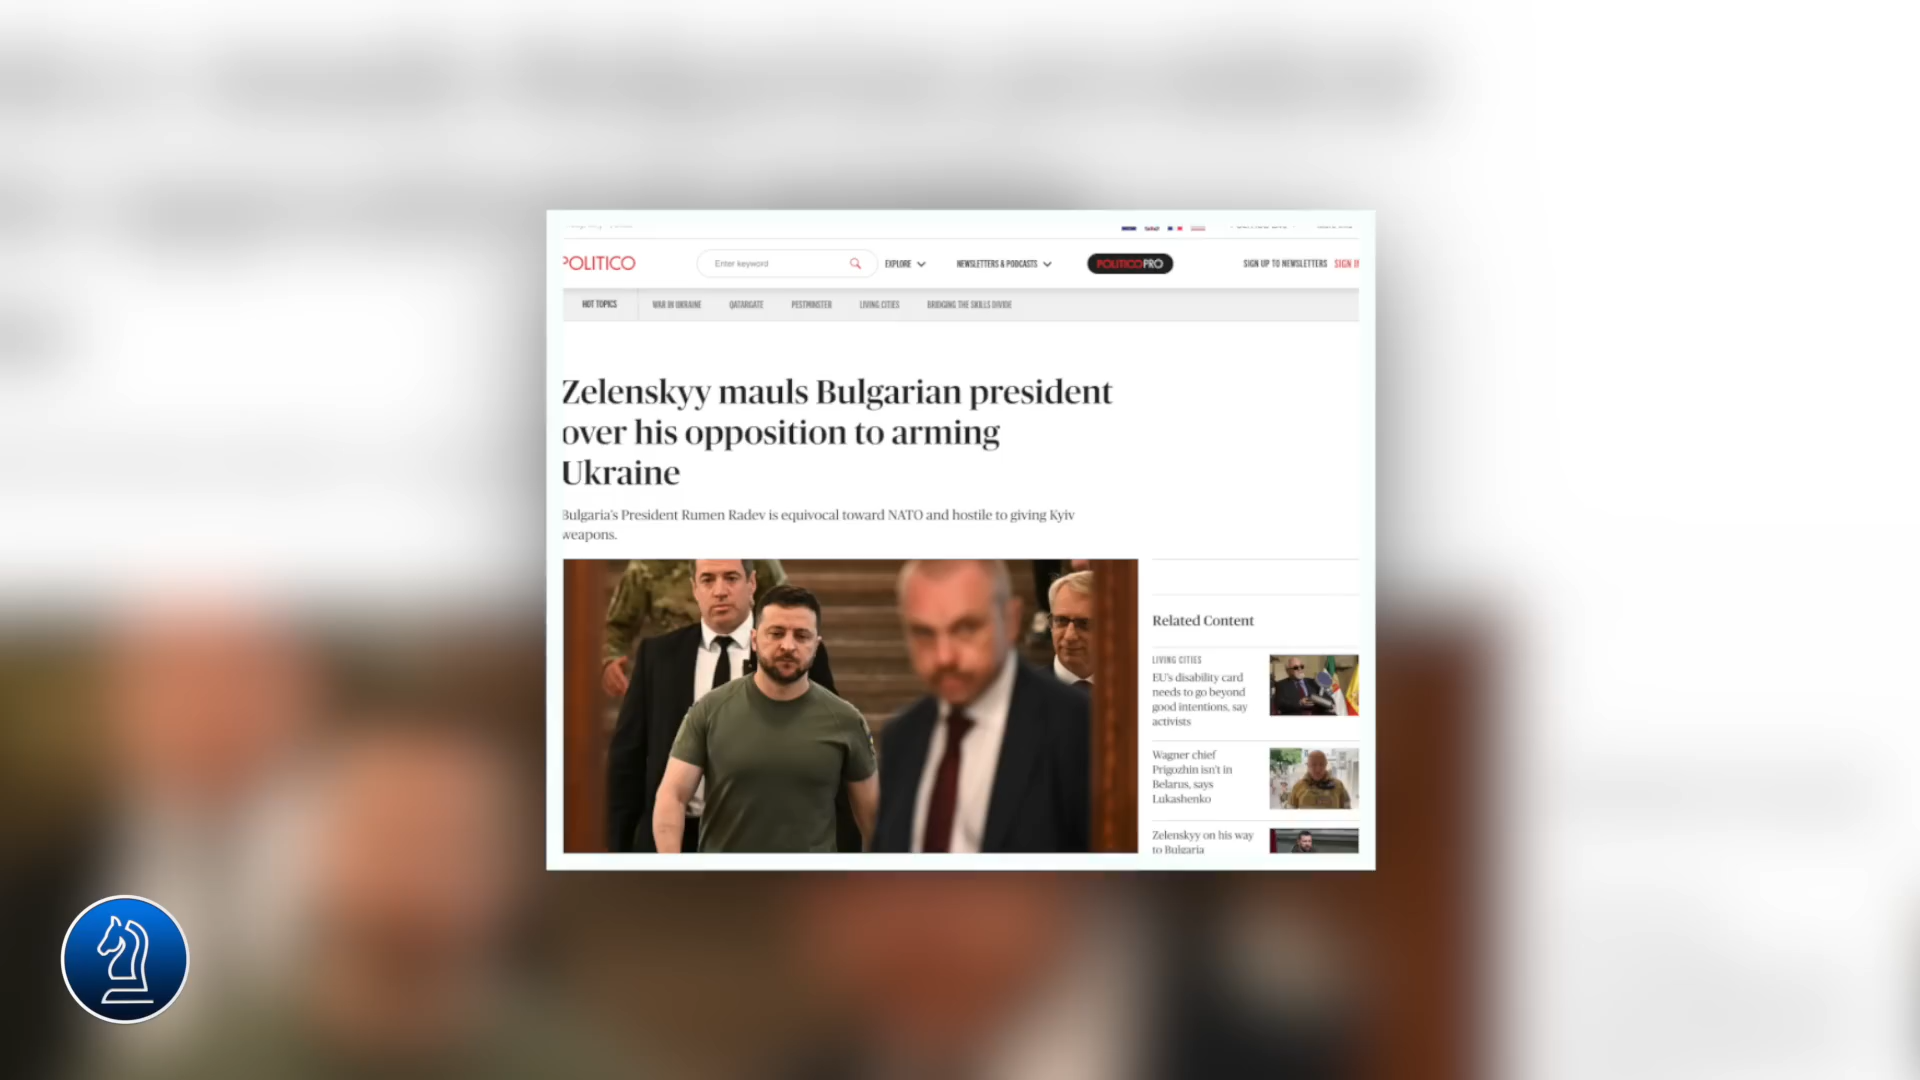 POLITICO
Enter keyword
EXPLORE
NEWSLETTERS & PODCASTS
POLITICOPRO
SIGN UP TO NEWSLETTERS
SIGN
HOT TOPICS
WAR IN UKRAINE
QATARGATE
PESTMINSTER
LIVING CITIES
BRIDGING THE SKILLS DIVIDE
Zelenskyy mauls Bulgarian president
over his opposition to arming
Ukraine
Bulgaria's President Rumen Radev is equivocal toward NATO and hostile to giving Kyiv
weapons.
Related Content
LIVING CITIES
EU's disability card
needs to go beyond
good intentions, say
activists
Wagner chief
Prigozhin isn't in
Belarus, says
Lukashenko
Zelenskyy on his way
to Bulgaria